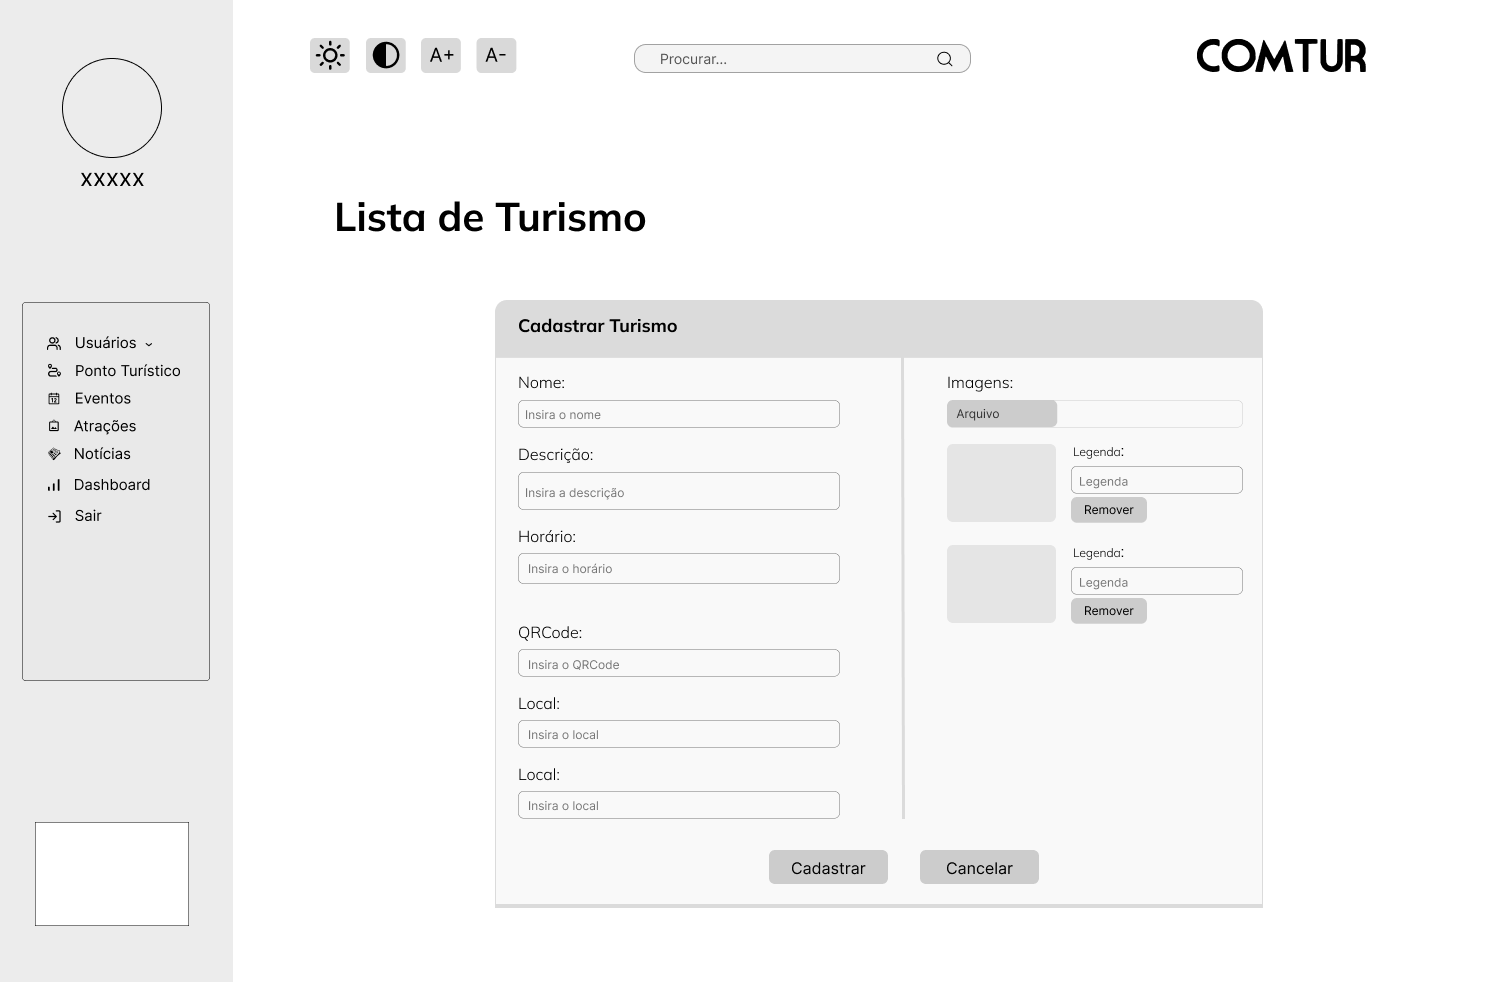 A+
A-
Procurar...
COMTUR
XXXXX
Usuários
Ponto Turístico
Eventos
Atrações
Notícias
Dashboard
Sair
Lista de Turismo
Cadastrar Turismo
Nome:
Insira o nome
Descrição:
Insira a descrição
Horário:
Insira o horário
QRCode:
Insira o QRCode
Local:
Insira o local
Local:
Insira o local
Imagens:
Arquivo
Legenda:
Legenda
Remover
Legenda:
Legenda
Remover
Cadastrar
Cancelar